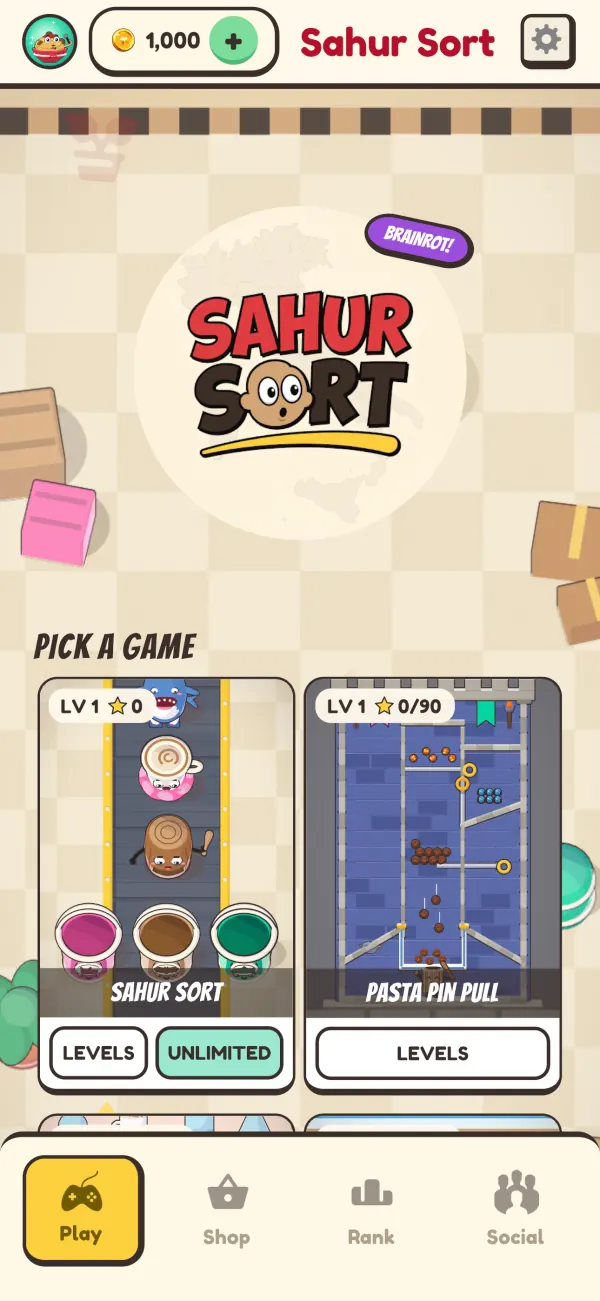 1,000
+
Sahur Sort
BRAINROT!
SAHUR
SORT
PICK A GAME
LV 1 0
LV 1 0/90
SAHUR SORT
PASTA PIN PULL
LEVELS
UNLIMITED
LEVELS
Play
Shop
Rank
Social